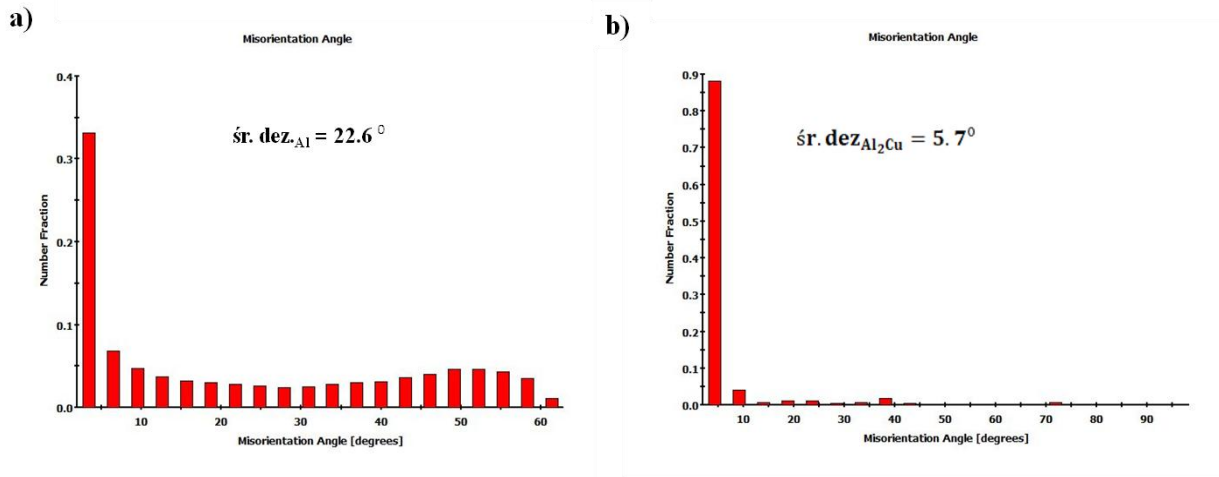 a)
Misorientation Angle
śr. dez.Al = 22.6 0
Number Fraction
0.4
0.3
0.2
0.1
0.0
10 20 30 40 50 60
Misorientation Angle [degrees]
b)
Misorientation Angle
śr. dezAl₂Cu = 5. 7⁰
Number Fraction
0.9
0.8
0.7
0.6
0.5
0.4
0.3
0.2
0.1
0.0
10 20 30 40 50 60 70 80 90
Misorientation Angle [degrees]